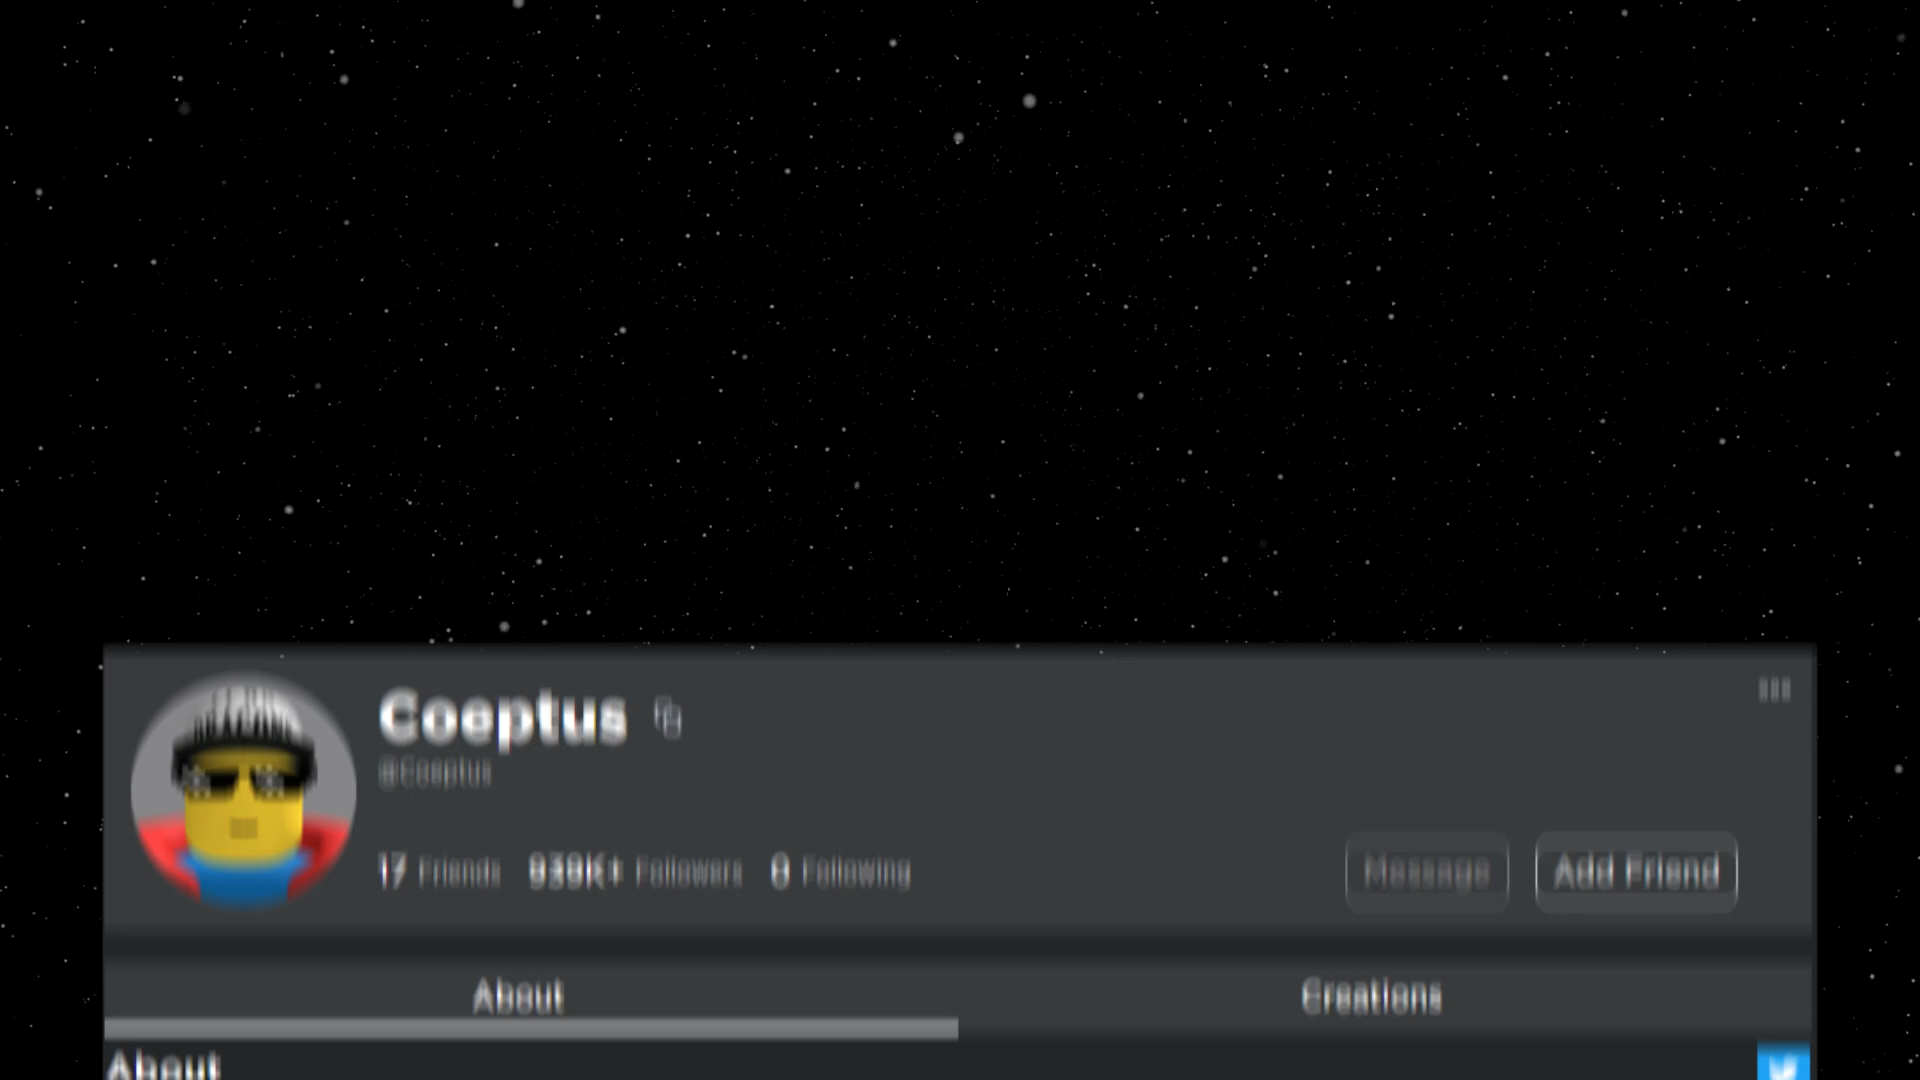 Coeptus
@Coeptus
17 Friends 939K+ Followers 0 Following
Message Add Friend
About Creations
About